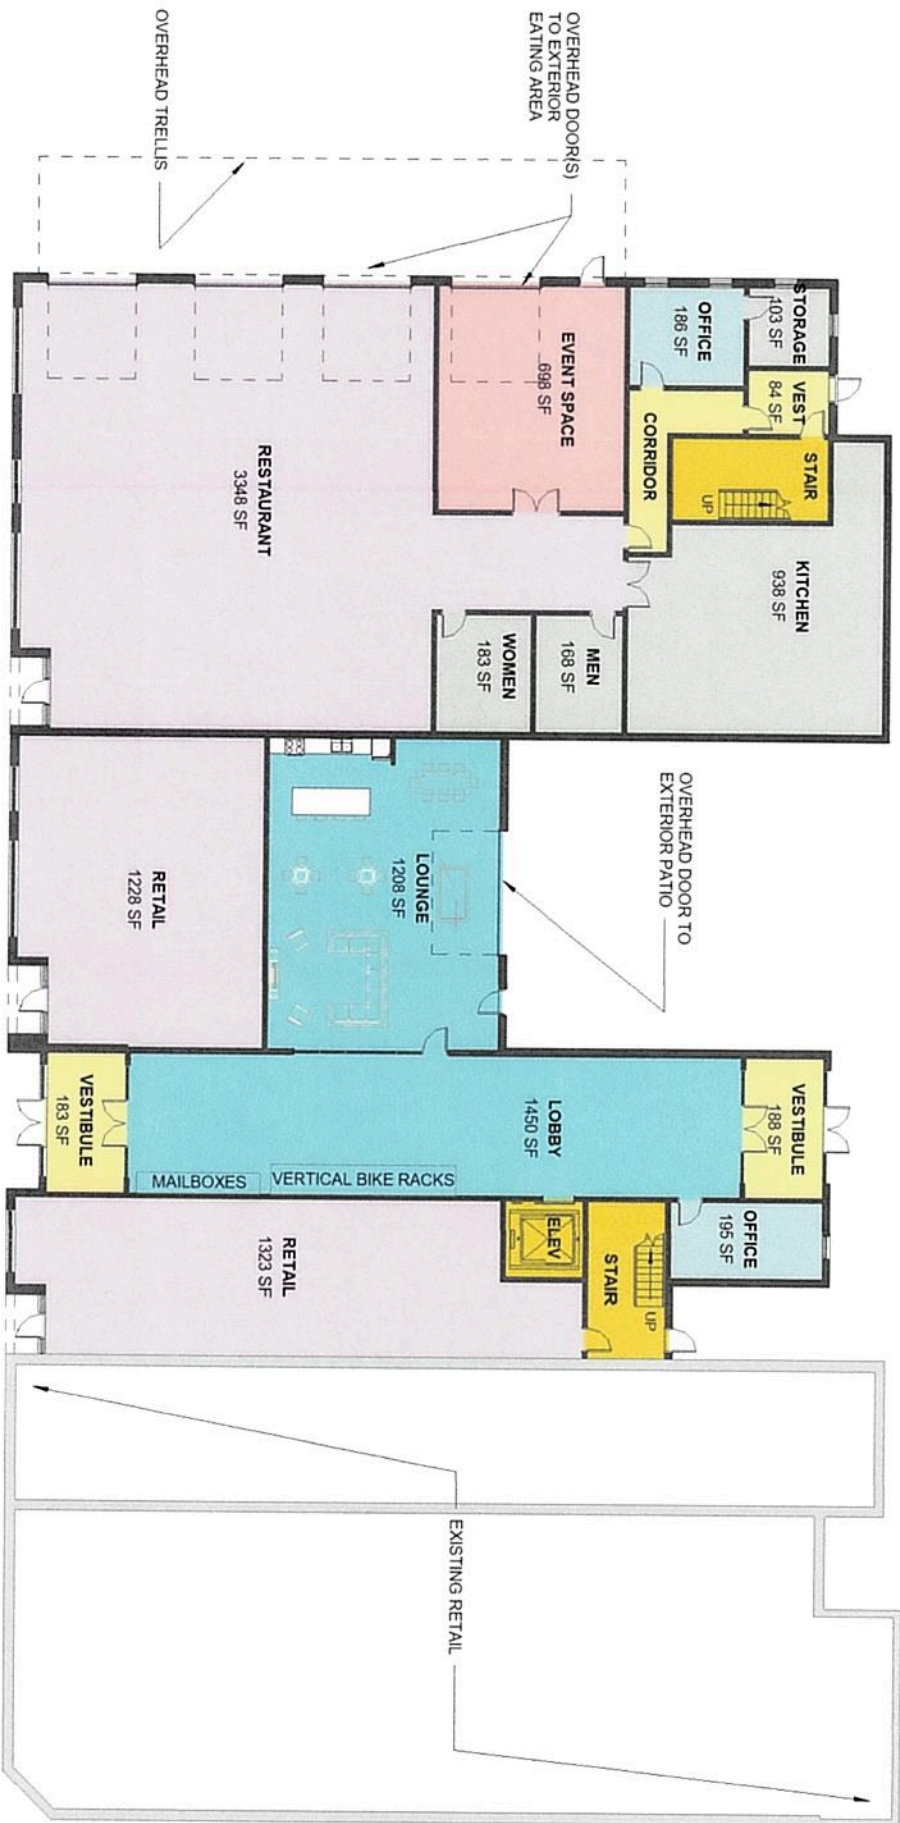 OVERHEAD DOOR(S)
TO EXTERIOR
EATING AREA
OVERHEAD TRELLIS
STORAGE
103 SF
OFFICE
186 SF
VEST
84 SF
EVENT SPACE
698 SF
CORRIDOR
STAIR
UP
RESTAURANT
3348 SF
KITCHEN
938 SF
WOMEN
183 SF
MEN
168 SF
OVERHEAD DOOR TO
EXTERIOR PATIO
RETAIL
1228 SF
LOUNGE
1208 SF
VESTIBULE
183 SF
LOBBY
1450 SF
VESTIBULE
188 SF
MAILBOXES
VERTICAL BIKE RACKS
RETAIL
1323 SF
ELEV
STAIR
UP
OFFICE
195 SF
EXISTING RETAIL